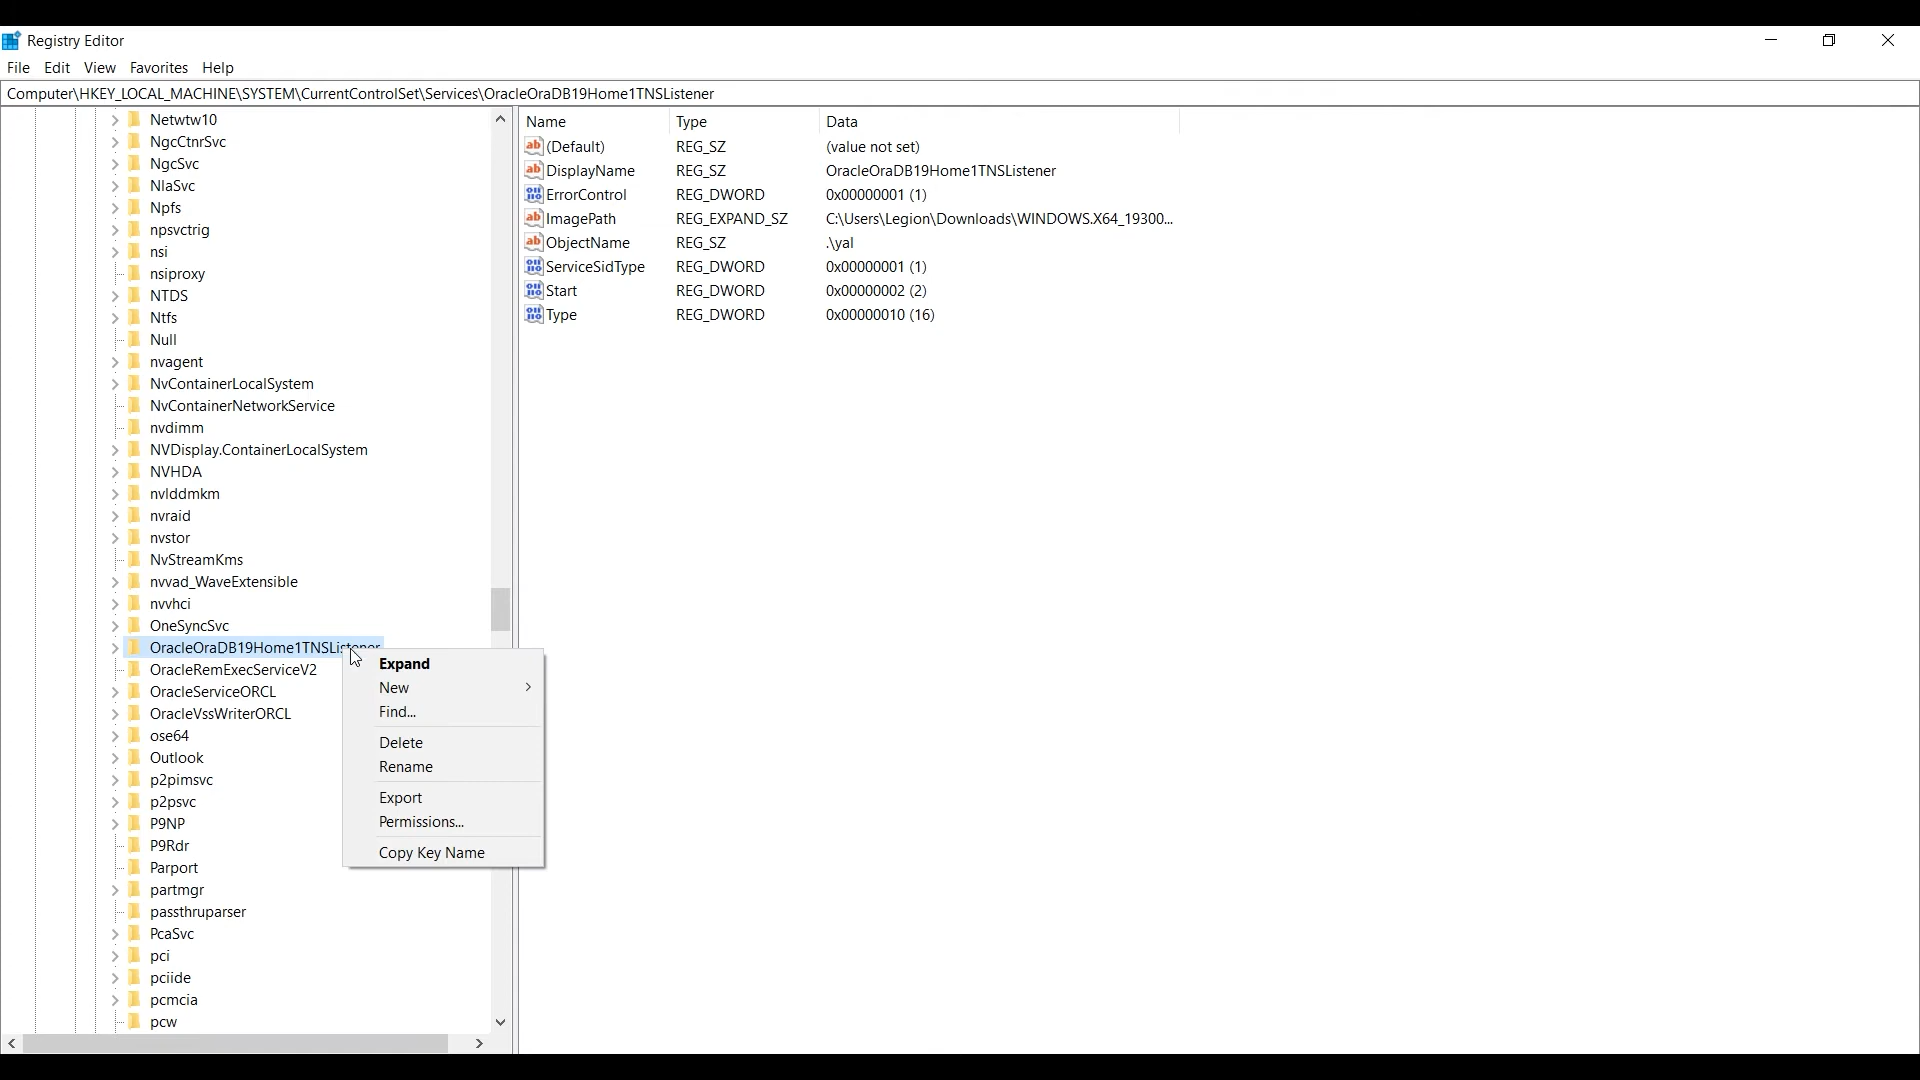 Registry Editor
File Edit View Favorites Help
Computer\HKEY_LOCAL_MACHINE\SYSTEM\CurrentControlSet\Services\OracleOraDB19Home1TNSListener
Netwtw10
NgcCtnrSvc
NgcSvc
NlaSvc
Npfs
npsvctrig
nsi
nsiproxy
NTDS
Ntfs
Null
nvagent
NvContainerLocalSystem
NvContainerNetworkService
nvdimm
NVDisplay.ContainerLocalSystem
NVHDA
nvlddmkm
nvraid
nvstor
NvStreamKms
nvvad_WaveExtensible
nvvhci
OneSyncSvc
OracleOraDB19Home1TNSListener
OracleRemExecServiceV2
OracleServiceORCL
OracleVssWriterORCL
ose64
Outlook
p2pimsvc
p2psvc
P9NP
P9Rdr
Parport
partmgr
passthruparser
PcaSvc
pci
pciide
pcmcia
pcw
Expand
New
Find...
Delete
Rename
Export
Permissions...
Copy Key Name
Name Type Data
(Default) REG_SZ (value not set)
DisplayName REG_SZ OracleOraDB19Home1TNSListener
ErrorControl REG_DWORD 0x00000001 (1)
ImagePath REG_EXPAND_SZ C:\Users\Legion\Downloads\WINDOWS.X64_19300...
ObjectName REG_SZ .\yal
ServiceSidType REG_DWORD 0x00000001 (1)
Start REG_DWORD 0x00000002 (2)
Type REG_DWORD 0x00000010 (16)